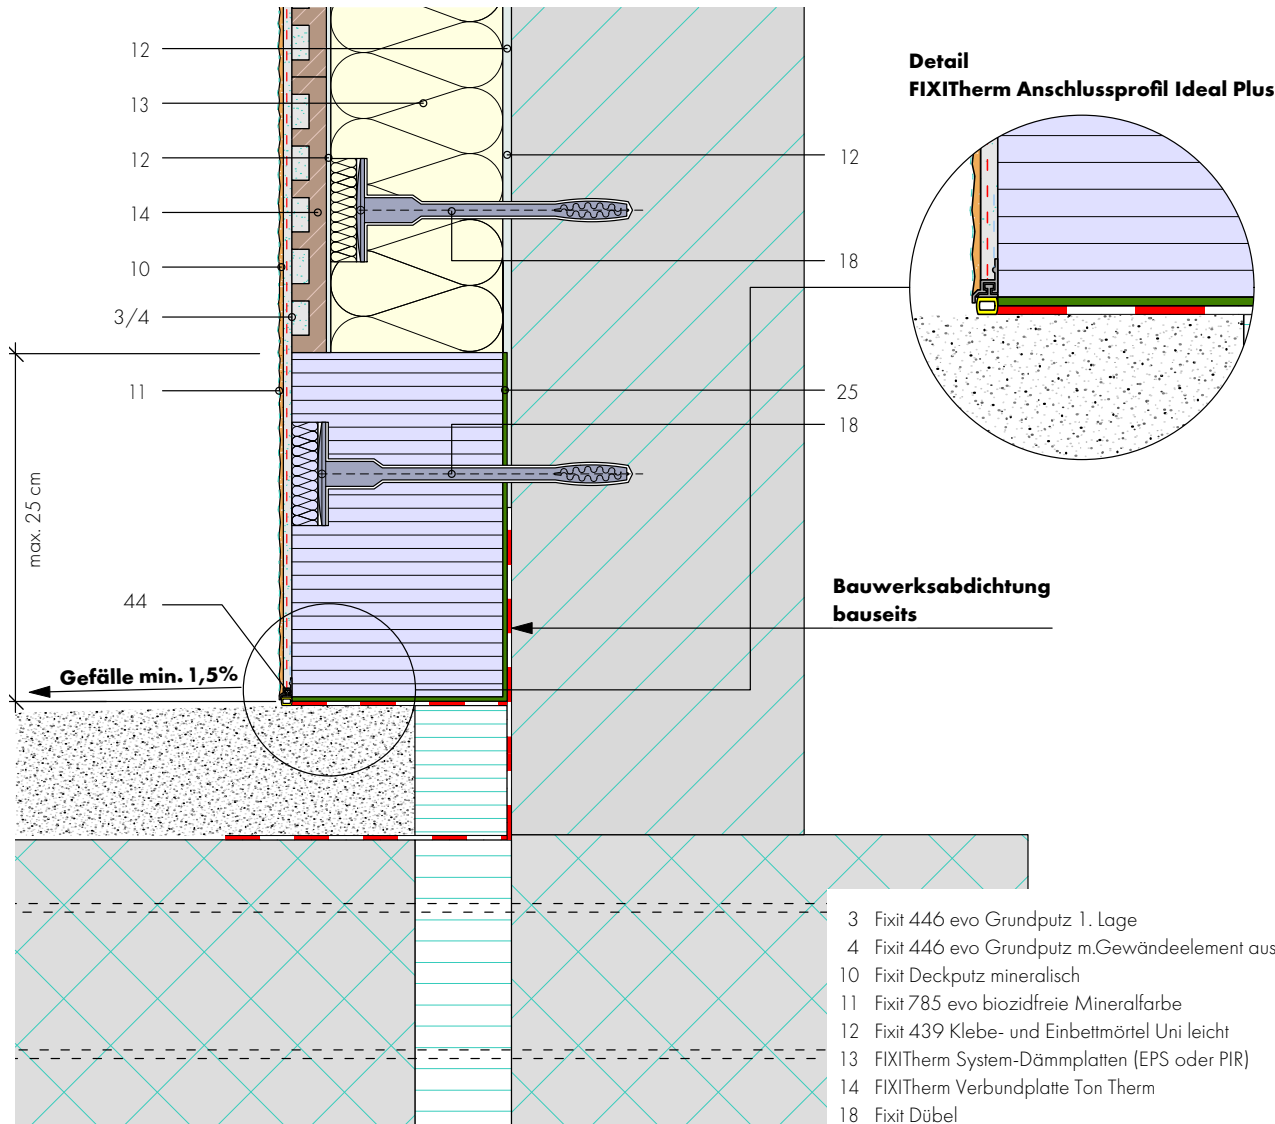 12
13
12
14
10
3/4
11
44
max. 25 cm
Gefälle min. 1,5%
12
18
25
18
Detail
FIXITherm Anschlussprofil Ideal Plus
Bauwerksabdichtung
bauseits
3 Fixit 446 evo Grundputz 1. Lage
4 Fixit 446 evo Grundputz m.Gewändeelement aus
10 Fixit Deckputz mineralisch
11 Fixit 785 evo biozidfreie Mineralfarbe
12 Fixit 439 Klebe- und Einbettmörtel Uni leicht
13 FIXITherm System-Dämmplatten (EPS oder PIR)
14 FIXITherm Verbundplatte Ton Therm
18 Fixit Dübel